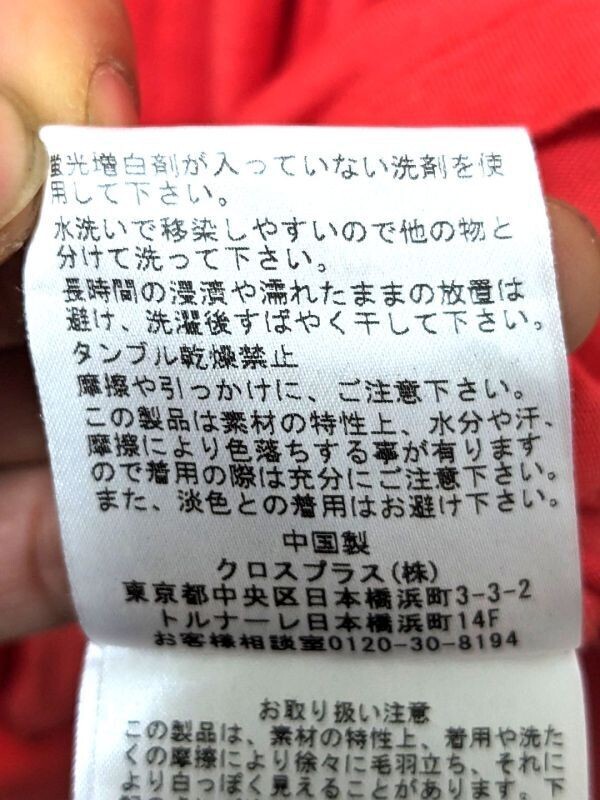 蛍光増白剤が入っていない洗剤を使
用して下さい。
水洗いで移染しやすいので他の物と
分けて洗って下さい。
長時間の浸漬や濡れたままの放置は
避け、洗濯後すばやく干して下さい。
タンブル乾燥禁止
摩擦や引っかけに、ご注意下さい。
この製品は素材の特性上、水分や汗、
摩擦により色落ちする事が有ります
ので着用の際は充分にご注意下さい。
また、淡色との着用はお避け下さい。
中国製
クロスプラス(株)
東京都中央区日本橋浜町3-3-2
トルナーレ日本橋浜町14F
お客様相談室0120-30-8194
お取り扱い注意
この製品は、素材の特性上、着用や洗た
くの摩擦により徐々に毛羽立ち、それに
より白っぽく見えることがあります。下